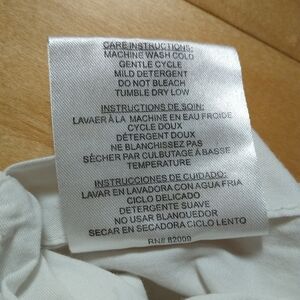 CARE INSTRUCTIONS:
MACHINE WASH COLD
GENTLE CYCLE
MILD DETERGENT
DO NOT BLEACH
TUMBLE DRY LOW
INSTRUCTIONS DE SOIN:
LAVAER À LA MACHINE EN EAU FROIDE
CYCLE DOUX
DÉTERGENT DOUX
NE BLANCHISSEZ PAS
SÈCHER PAR CULBUTAGE À BASSE
TEMPERATURE
INSTRUCCIONES DE CUIDADO:
LAVAR EN LAVADORA CON AGUA FRIA
CICLO DELICADO
DETERGENTE SUAVE
NO USAR BLANQUEDOR
SECAR EN SECADORA CICLO LENTO
RN# 82009